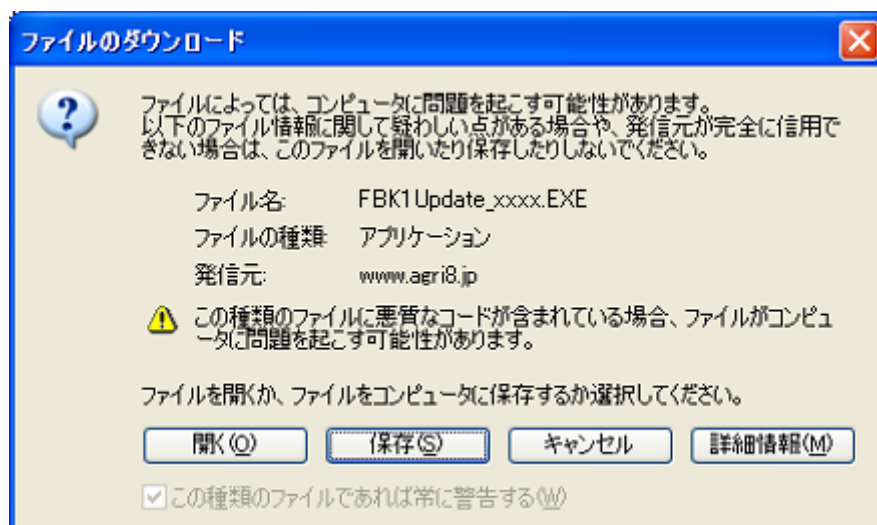 ファイルのダウンロード
ファイルによっては、コンピュータに問題を起こす可能性があります。
以下のファイル情報に関して疑わしい点がある場合や、発信元が完全に信用で
きない場合は、このファイルを開いたり保存したりしないでください。
ファイル名: FBK1Update_xxxx.EXE
ファイルの種類: アプリケーション
発信元: www.agri8.jp
この種類のファイルに悪質なコードが含まれている場合、ファイルがコンピュ
ータに問題を起こす可能性があります。
ファイルを開くか、ファイルをコンピュータに保存するか選択してください。
開く(O) 保存(S) キャンセル 詳細情報(M)
この種類のファイルであれば常に警告する(W)